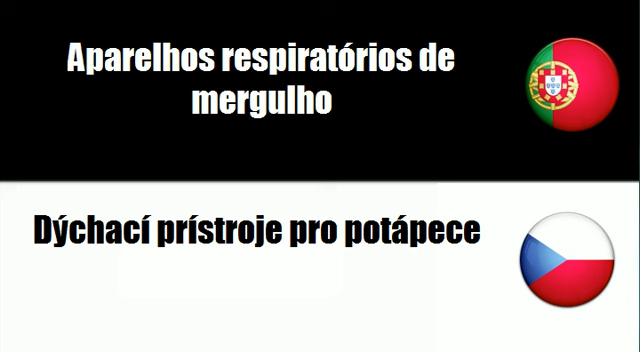 Aparelhos respiratórios de
mergulho
Dýchací prístroje pro potápece